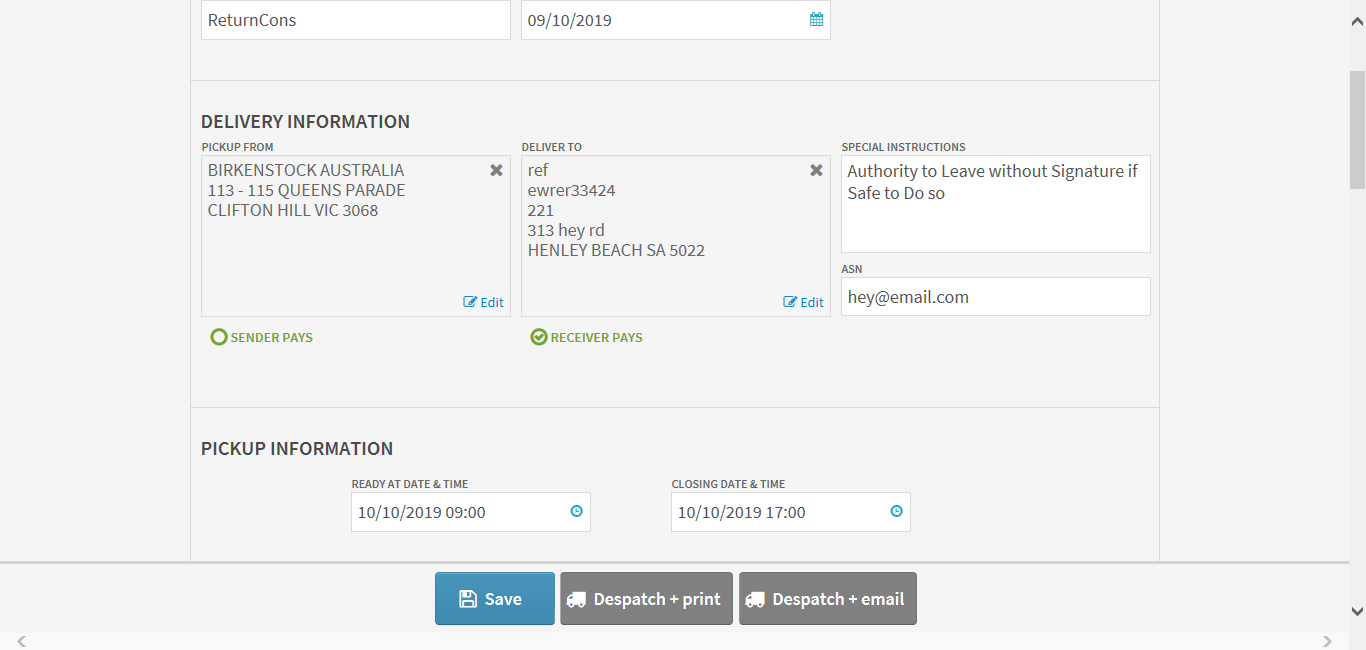 ReturnCons
09/10/2019
DELIVERY INFORMATION
PICKUP FROM
BIRKENSTOCK AUSTRALIA
113 - 115 QUEENS PARADE
CLIFTON HILL VIC 3068
Edit
SENDER PAYS
DELIVER TO
ref
ewrer33424
221
313 hey rd
HENLEY BEACH SA 5022
Edit
RECEIVER PAYS
SPECIAL INSTRUCTIONS
Authority to Leave without Signature if
Safe to Do so
ASN
hey@email.com
PICKUP INFORMATION
READY AT DATE & TIME
10/10/2019 09:00
CLOSING DATE & TIME
10/10/2019 17:00
Save
Despatch + print
Despatch + email